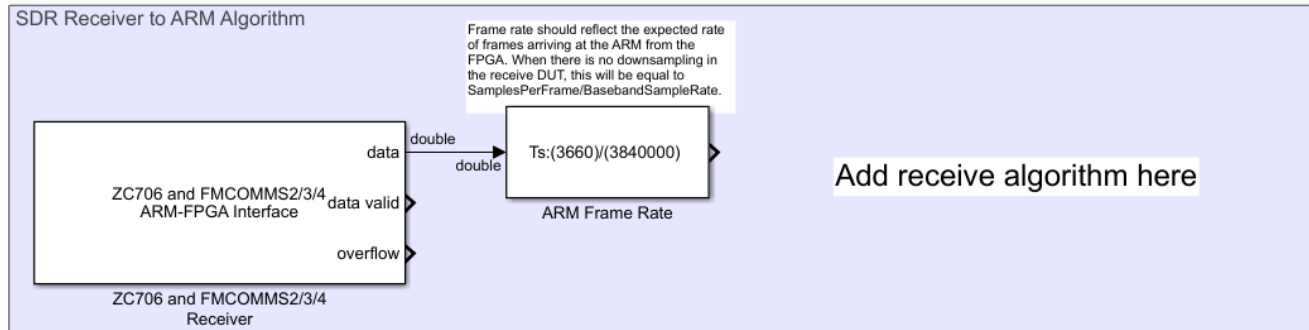 SDR Receiver to ARM Algorithm
Frame rate should reflect the expected rate
of frames arriving at the ARM from the
FPGA. When there is no downsampling in
the receive DUT, this will be equal to
SamplesPerFrame/BasebandSampleRate.
data
double
double
Ts:(3660)/(3840000)
ARM Frame Rate
Add receive algorithm here
ZC706 and FMCOMMS2/3/4
ARM-FPGA Interface
data valid
overflow
ZC706 and FMCOMMS2/3/4
Receiver